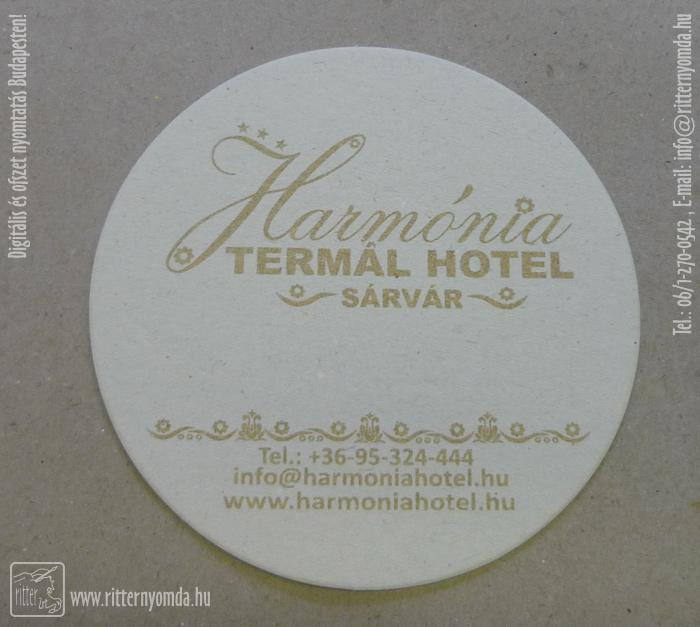 Harmónia
TERMÁL HOTEL
SÁRVÁR
Tel.: +36-95-324-444
info@harmoniahotel.hu
www.harmoniahotel.hu
Digitális és ofszet nyomtatás Budapesten!
Tel.: 06/1-270-0542 E-mail: info@ritternyomda.hu
ritter
www.ritternyomda.hu